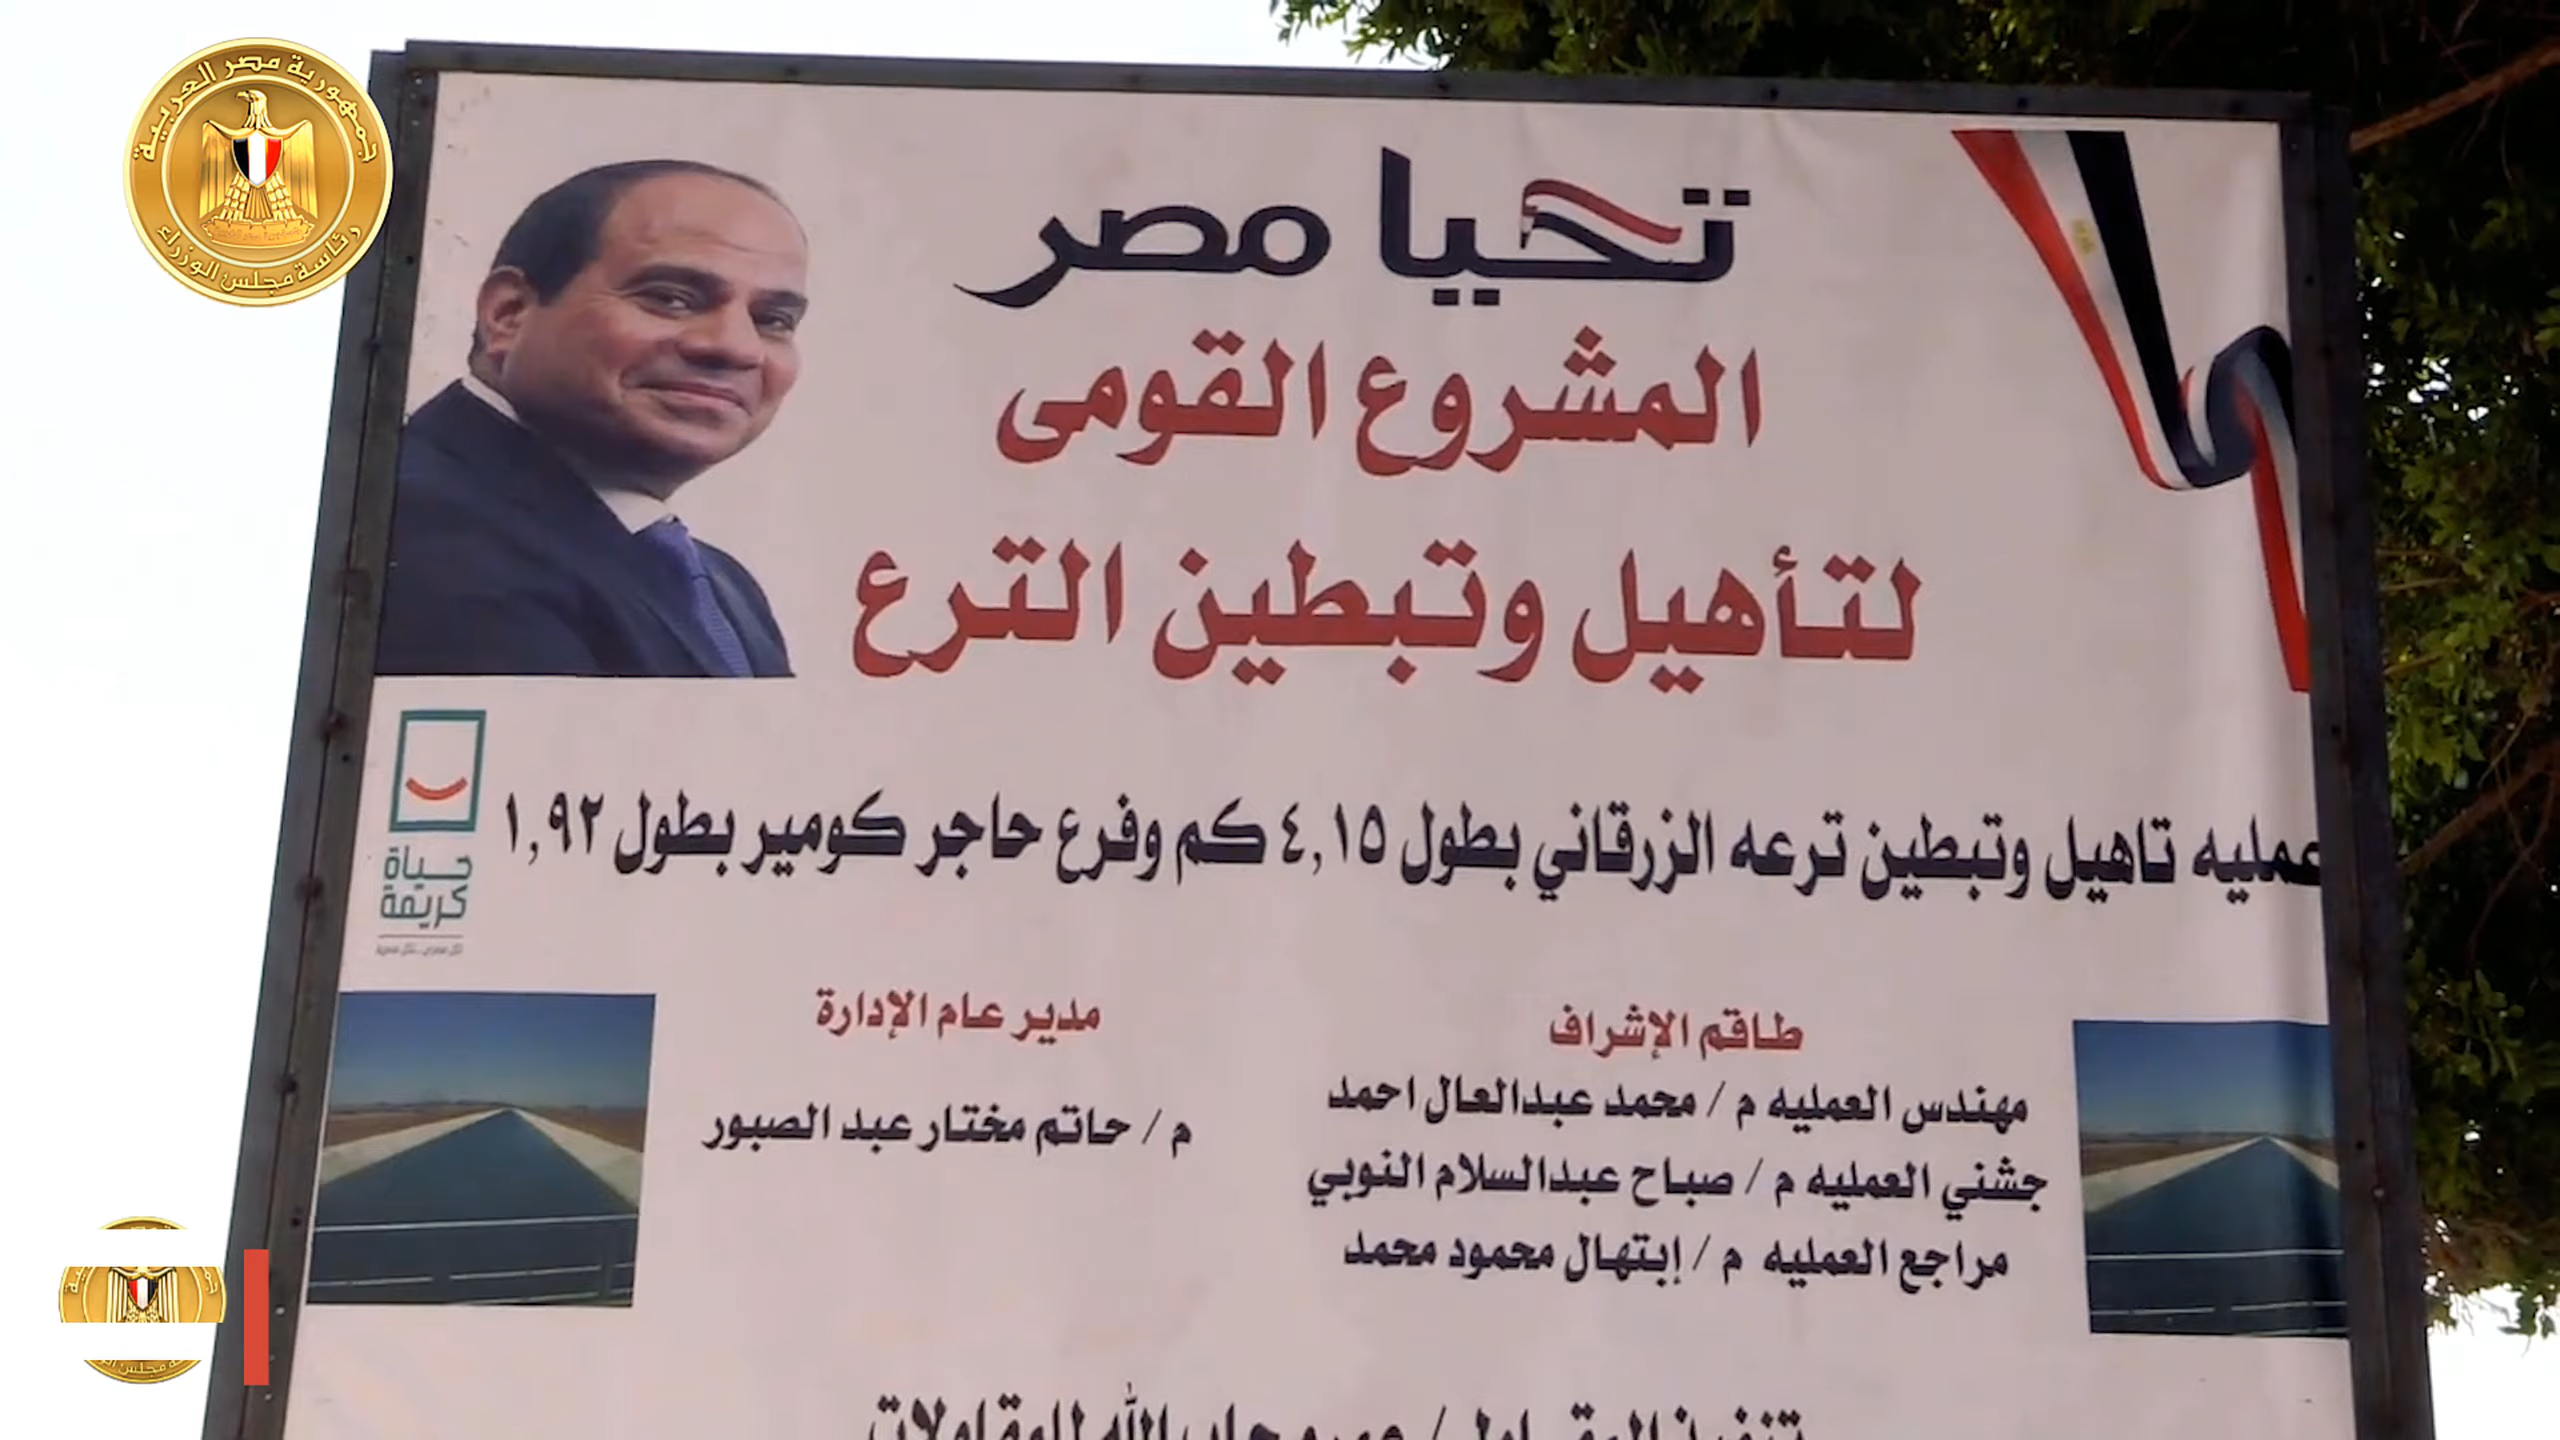 جمهورية مصر العربية
رئاسة مجلس الوزراء
تحيا مصر
المشروع القومى
لتأهيل وتبطين الترع
عمليه تاهيل وتبطين ترعه الزرقاني بطول ٤,١٥ كم وفرع حاجر كومير بطول ١,٩٢
حياة
كريمة
طاقم الإشراف
مهندس العمليه م / محمد عبدالعال احمد
جشني العمليه م / صباح عبدالسلام النوبي
مراجع العمليه م / إبتهال محمود محمد
مدير عام الإدارة
م / حاتم مختار عبد الصبور